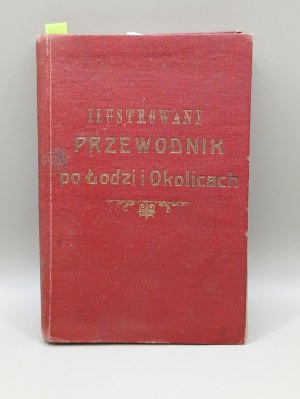 ILUSTROWANY
PRZEWODNIK
po Łodzi i Okolicach